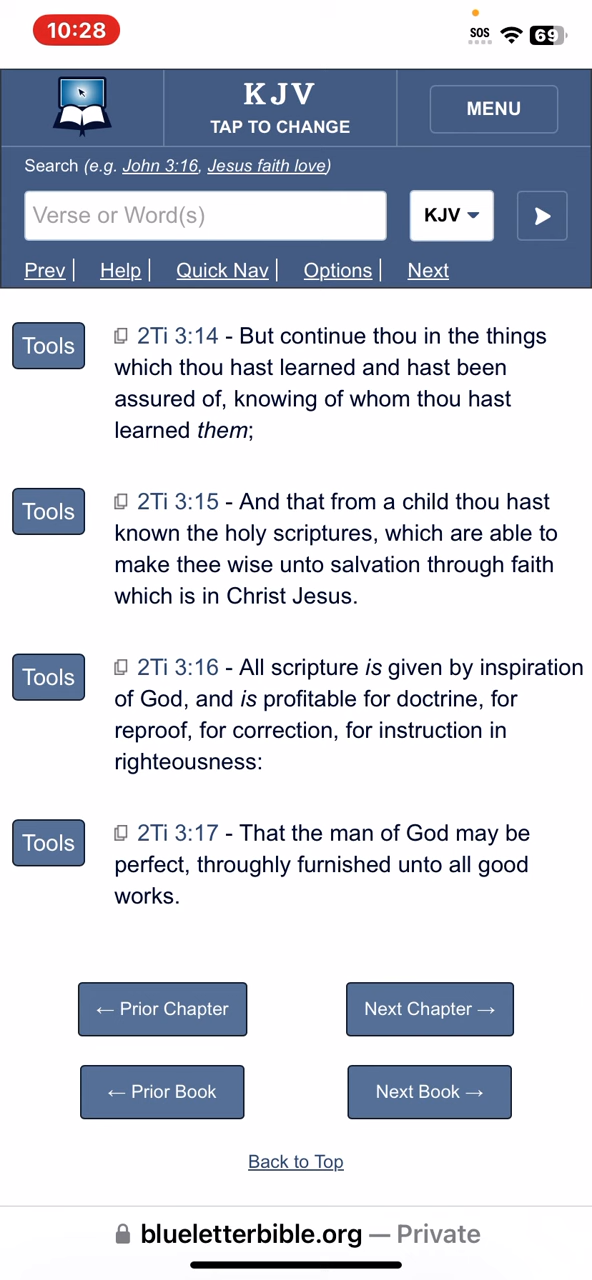 10:28
SOS
69
KJV
TAP TO CHANGE
MENU
Search (e.g. John 3:16, Jesus faith love)
Verse or Word(s)
KJV
Prev | Help | Quick Nav | Options | Next
Tools
2Ti 3:14 - But continue thou in the things
which thou hast learned and hast been
assured of, knowing of whom thou hast
learned them;
Tools
2Ti 3:15 - And that from a child thou hast
known the holy scriptures, which are able to
make thee wise unto salvation through faith
which is in Christ Jesus.
Tools
2Ti 3:16 - All scripture is given by inspiration
of God, and is profitable for doctrine, for
reproof, for correction, for instruction in
righteousness:
Tools
2Ti 3:17 - That the man of God may be
perfect, throughly furnished unto all good
works.
← Prior Chapter
Next Chapter →
← Prior Book
Next Book →
Back to Top
blueletterbible.org — Private